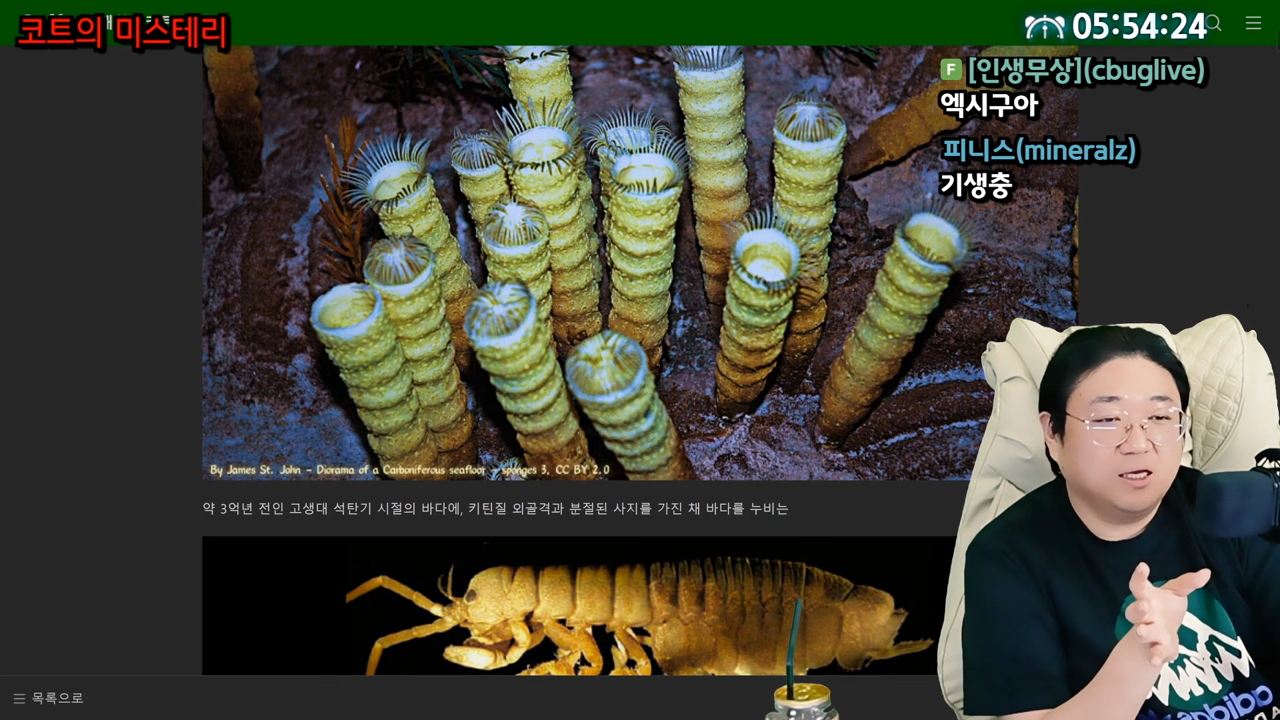 코트의 미스테리
05:54:24
F [인생무상](cbuglive)
엑시구아
피니스(mineralz)
기생충
By James St. John - Diorama of a Carboniferous seafloor - sponges 3, CC BY 2.0
약 3억년 전인 고생대 석탄기 시절의 바다에, 키틴질 외골격과 분절된 사지를 가진 채 바다를 누비는
목록으로